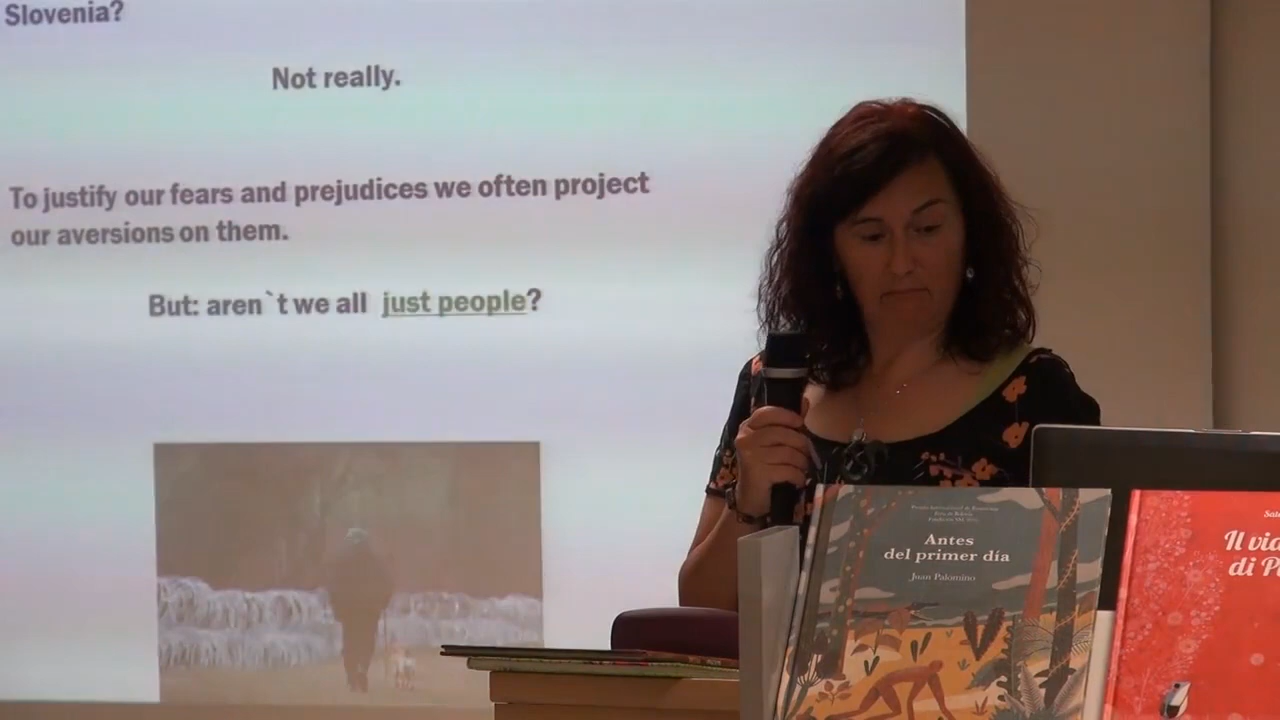 Slovenia?
Not really.
To justify our fears and prejudices we often project
our aversions on them.
But: aren`t we all just people?
Antes
del primer día
Juan Palomino
Il via
di P